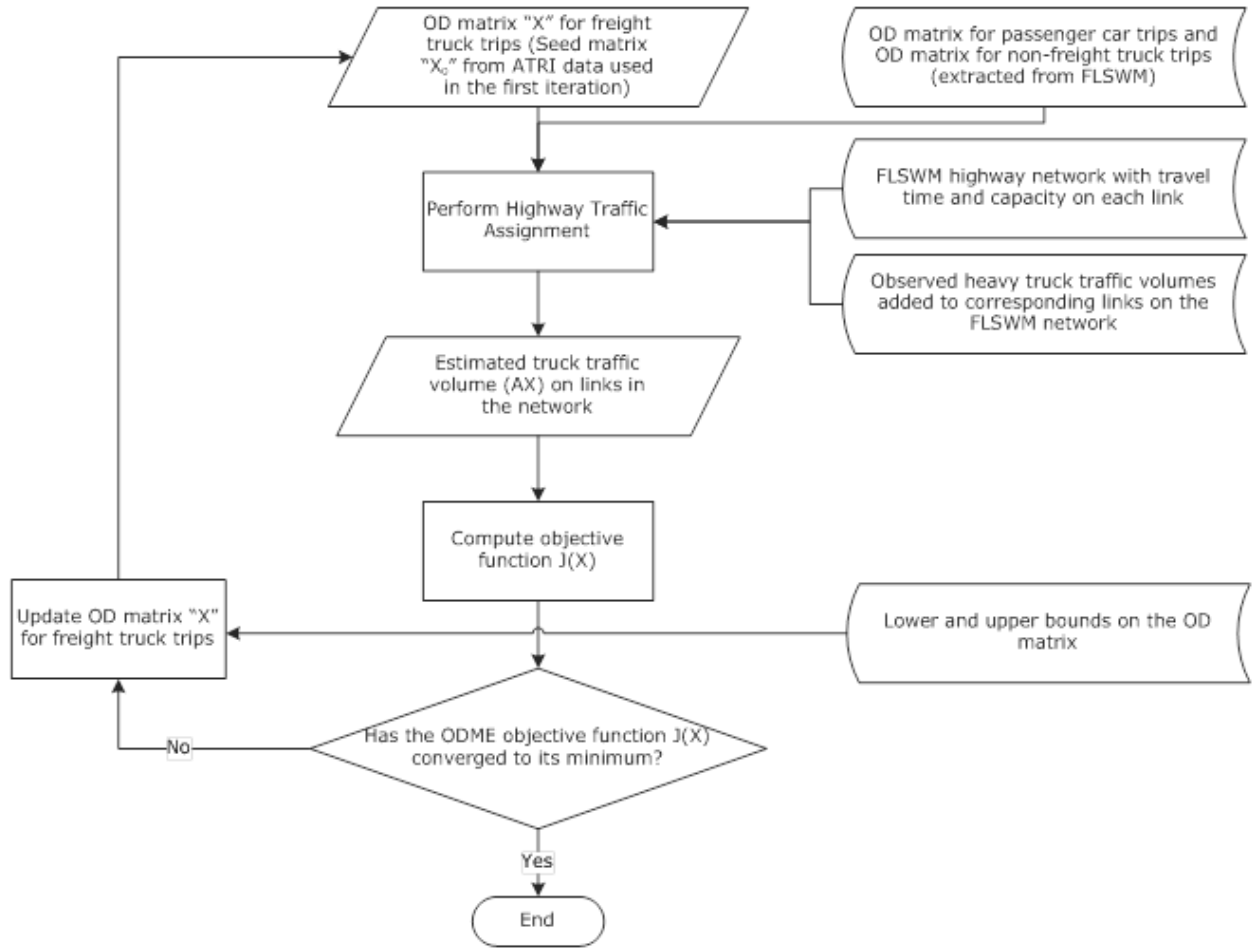 OD matrix “X” for freight
truck trips (Seed matrix
“X₀” from ATRI data used
in the first iteration)
OD matrix for passenger car trips and
OD matrix for non-freight truck trips
(extracted from FLSWM)
FLSWM highway network with travel
time and capacity on each link
Perform Highway Traffic
Assignment
Observed heavy truck traffic volumes
added to corresponding links on the
FLSWM network
Estimated truck traffic
volume (AX) on links in
the network
Compute objective
function J(X)
Update OD matrix “X”
for freight truck trips
Lower and upper bounds on the OD
matrix
Has the ODME objective function J(X)
converged to its minimum?
No
Yes
End